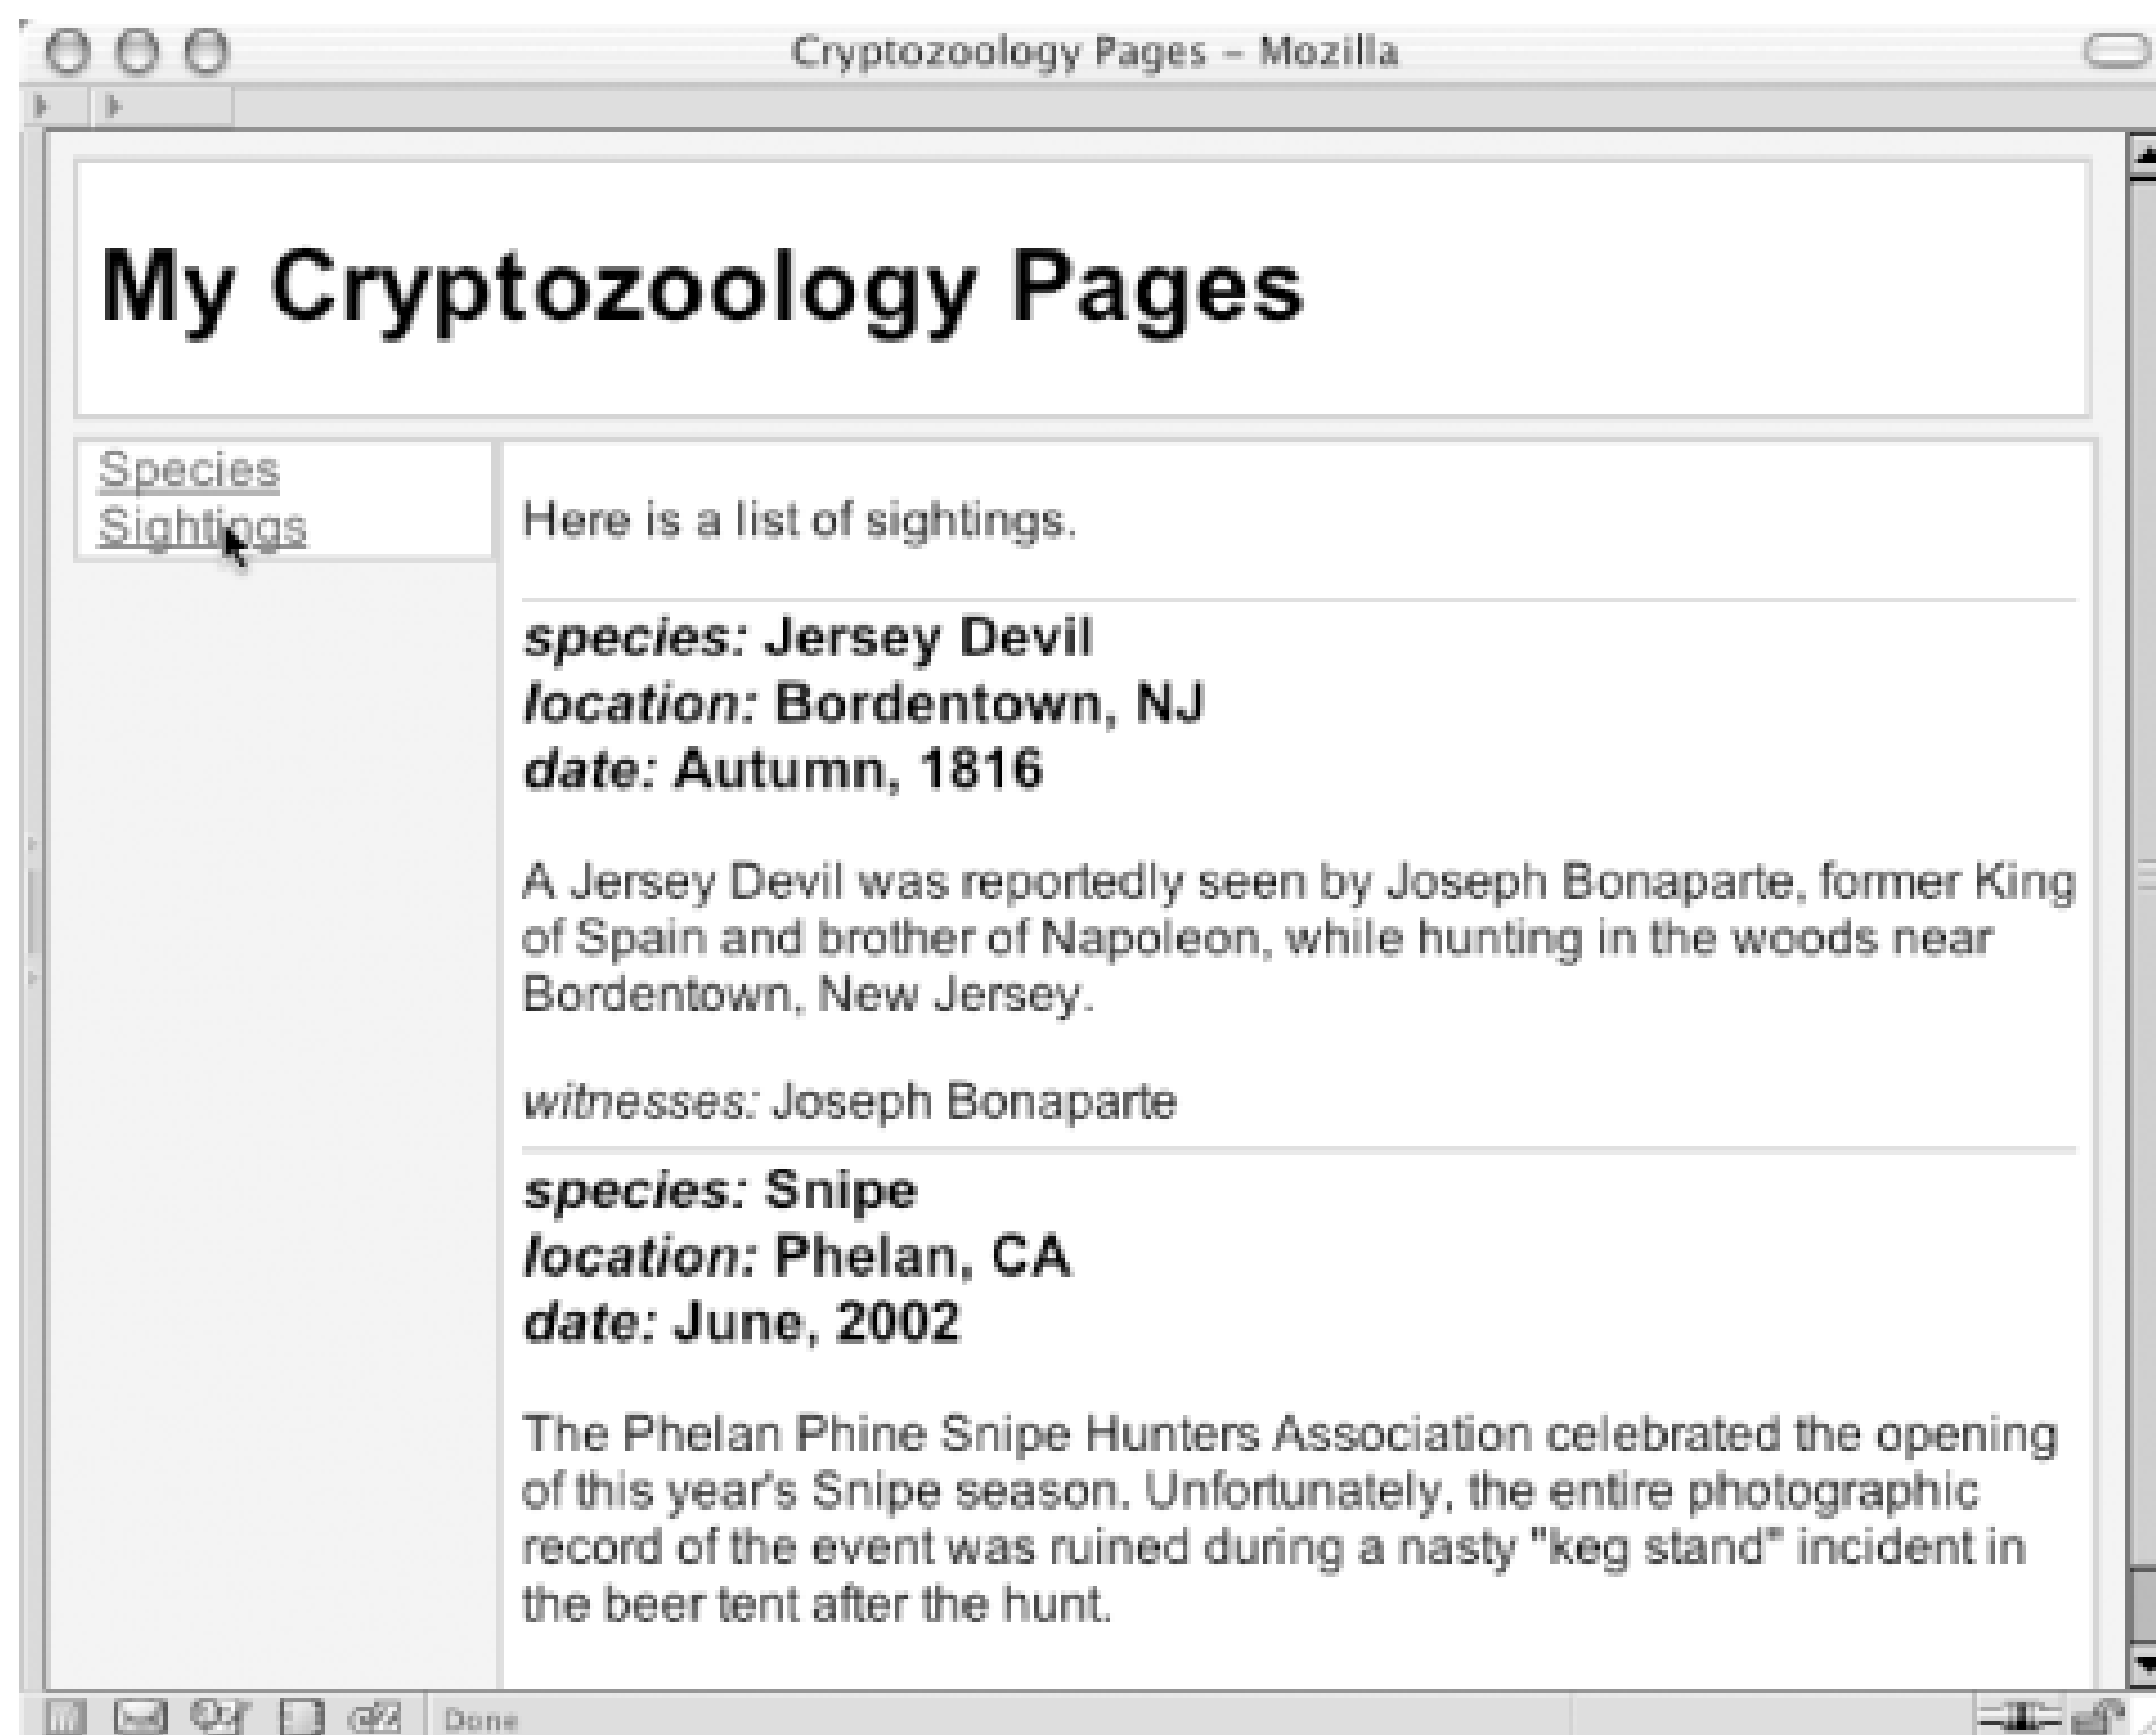 Cryptozoology Pages – Mozilla
My Cryptozoology Pages
Species
Sightings
Here is a list of sightings.
species: Jersey Devil
location: Bordentown, NJ
date: Autumn, 1816
A Jersey Devil was reportedly seen by Joseph Bonaparte, former King
of Spain and brother of Napoleon, while hunting in the woods near
Bordentown, New Jersey.
witnesses: Joseph Bonaparte
species: Snipe
location: Phelan, CA
date: June, 2002
The Phelan Phine Snipe Hunters Association celebrated the opening
of this year's Snipe season. Unfortunately, the entire photographic
record of the event was ruined during a nasty "keg stand" incident in
the beer tent after the hunt.
Done